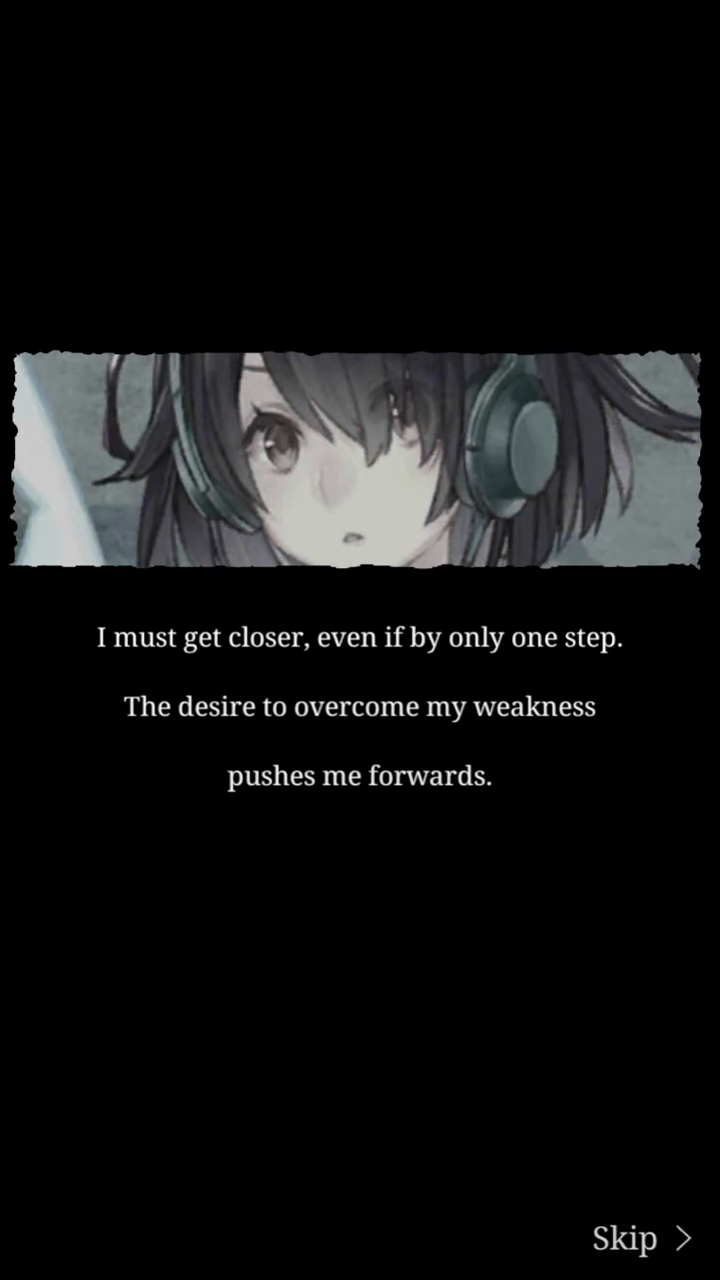 I must get closer, even if by only one step.
The desire to overcome my weakness
pushes me forwards.
Skip